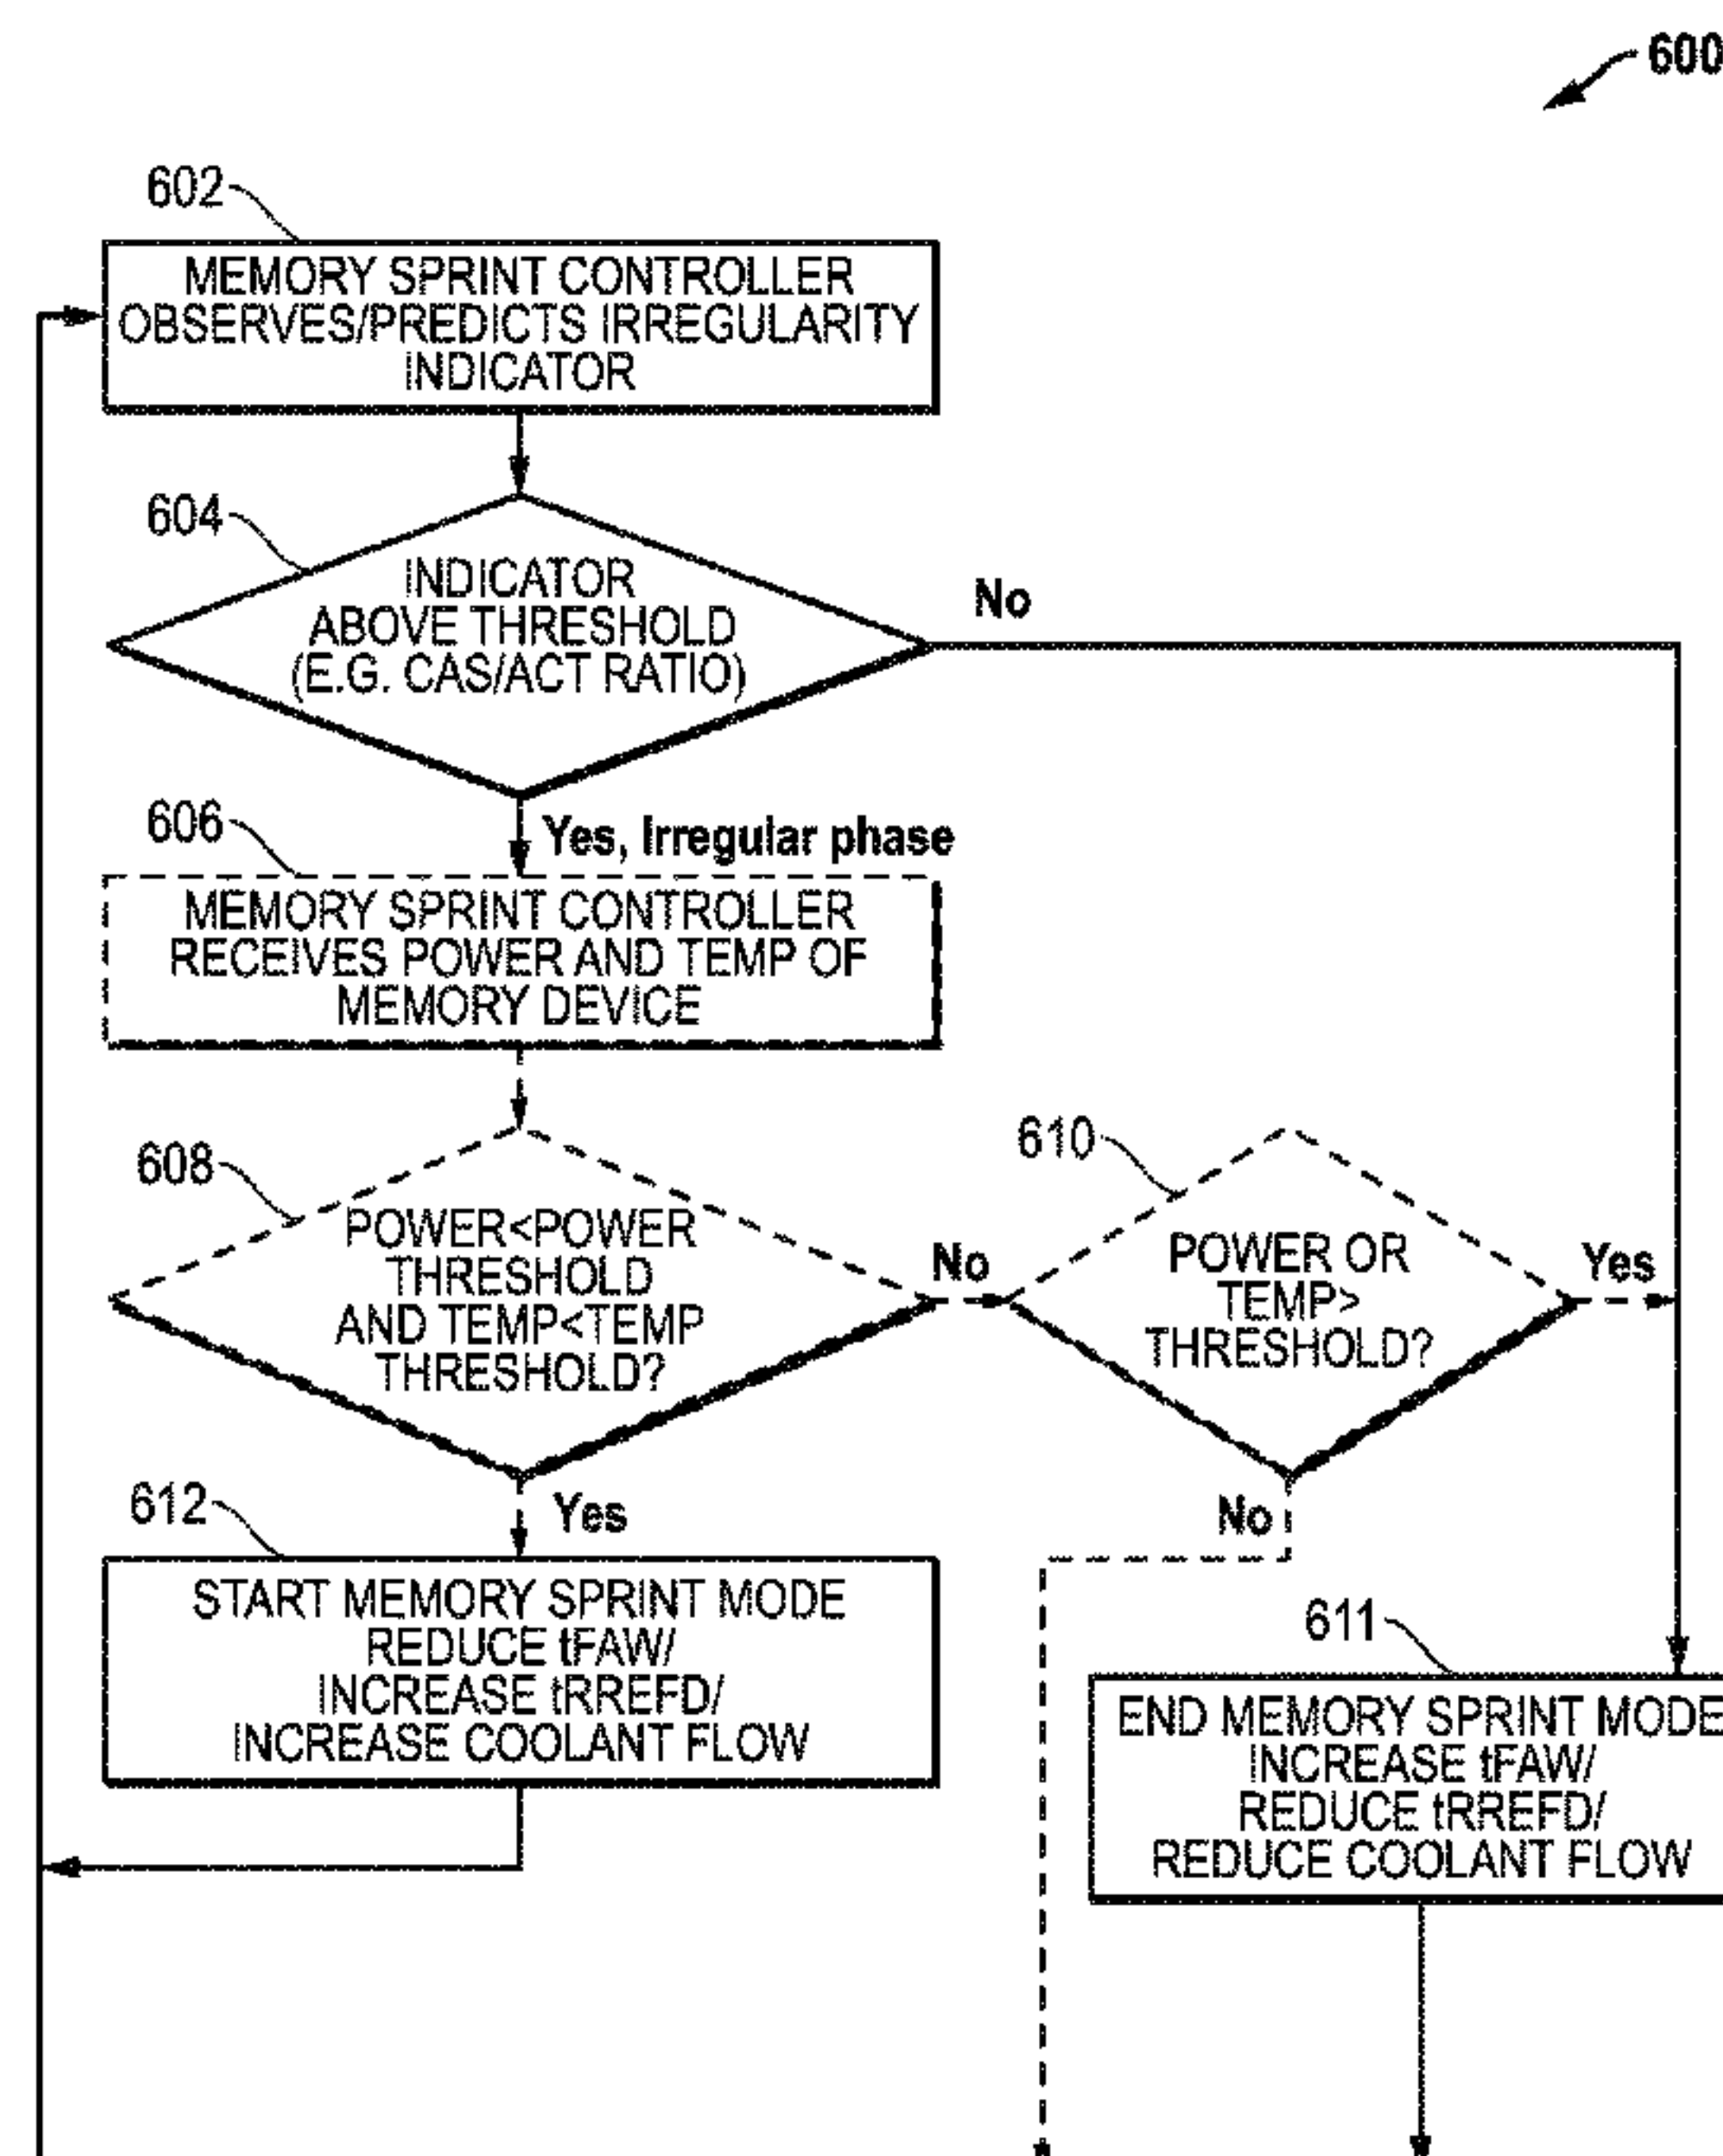 600
602
MEMORY SPRINT CONTROLLER
OBSERVES/PREDICTS IRREGULARITY
INDICATOR
604
INDICATOR
ABOVE THRESHOLD
(E.G. CAS/ACT RATIO)
No
606
Yes, Irregular phase
MEMORY SPRINT CONTROLLER
RECEIVES POWER AND TEMP OF
MEMORY DEVICE
608
POWER<POWER
THRESHOLD
AND TEMP<TEMP
THRESHOLD?
No
610
POWER OR
TEMP>
THRESHOLD?
Yes
No
612
Yes
START MEMORY SPRINT MODE
REDUCE tFAW/
INCREASE tRREFD/
INCREASE COOLANT FLOW
611
END MEMORY SPRINT MODE
INCREASE tFAW/
REDUCE tRREFD/
REDUCE COOLANT FLOW